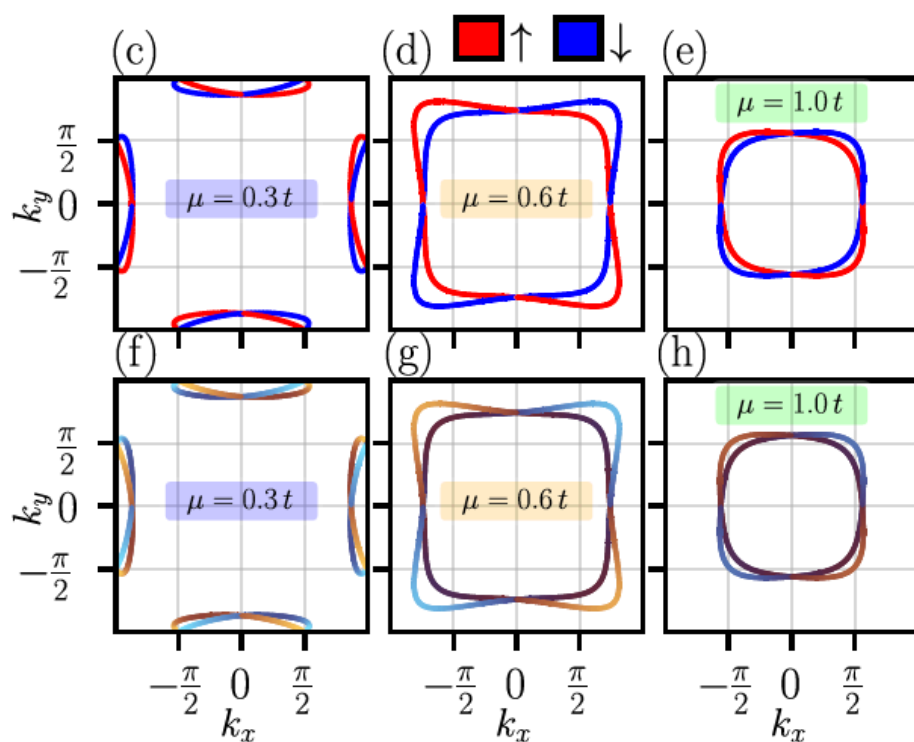 (c) (d) ↑ ↓ (e)
μ = 1.0 t
π/2
k_y 0 μ = 0.3 t μ = 0.6 t
−π/2
(f) (g) (h)
μ = 1.0 t
π/2
k_y 0 μ = 0.3 t μ = 0.6 t
−π/2
−π/2 0 π/2 −π/2 0 π/2 −π/2 0 π/2
k_x k_x k_x